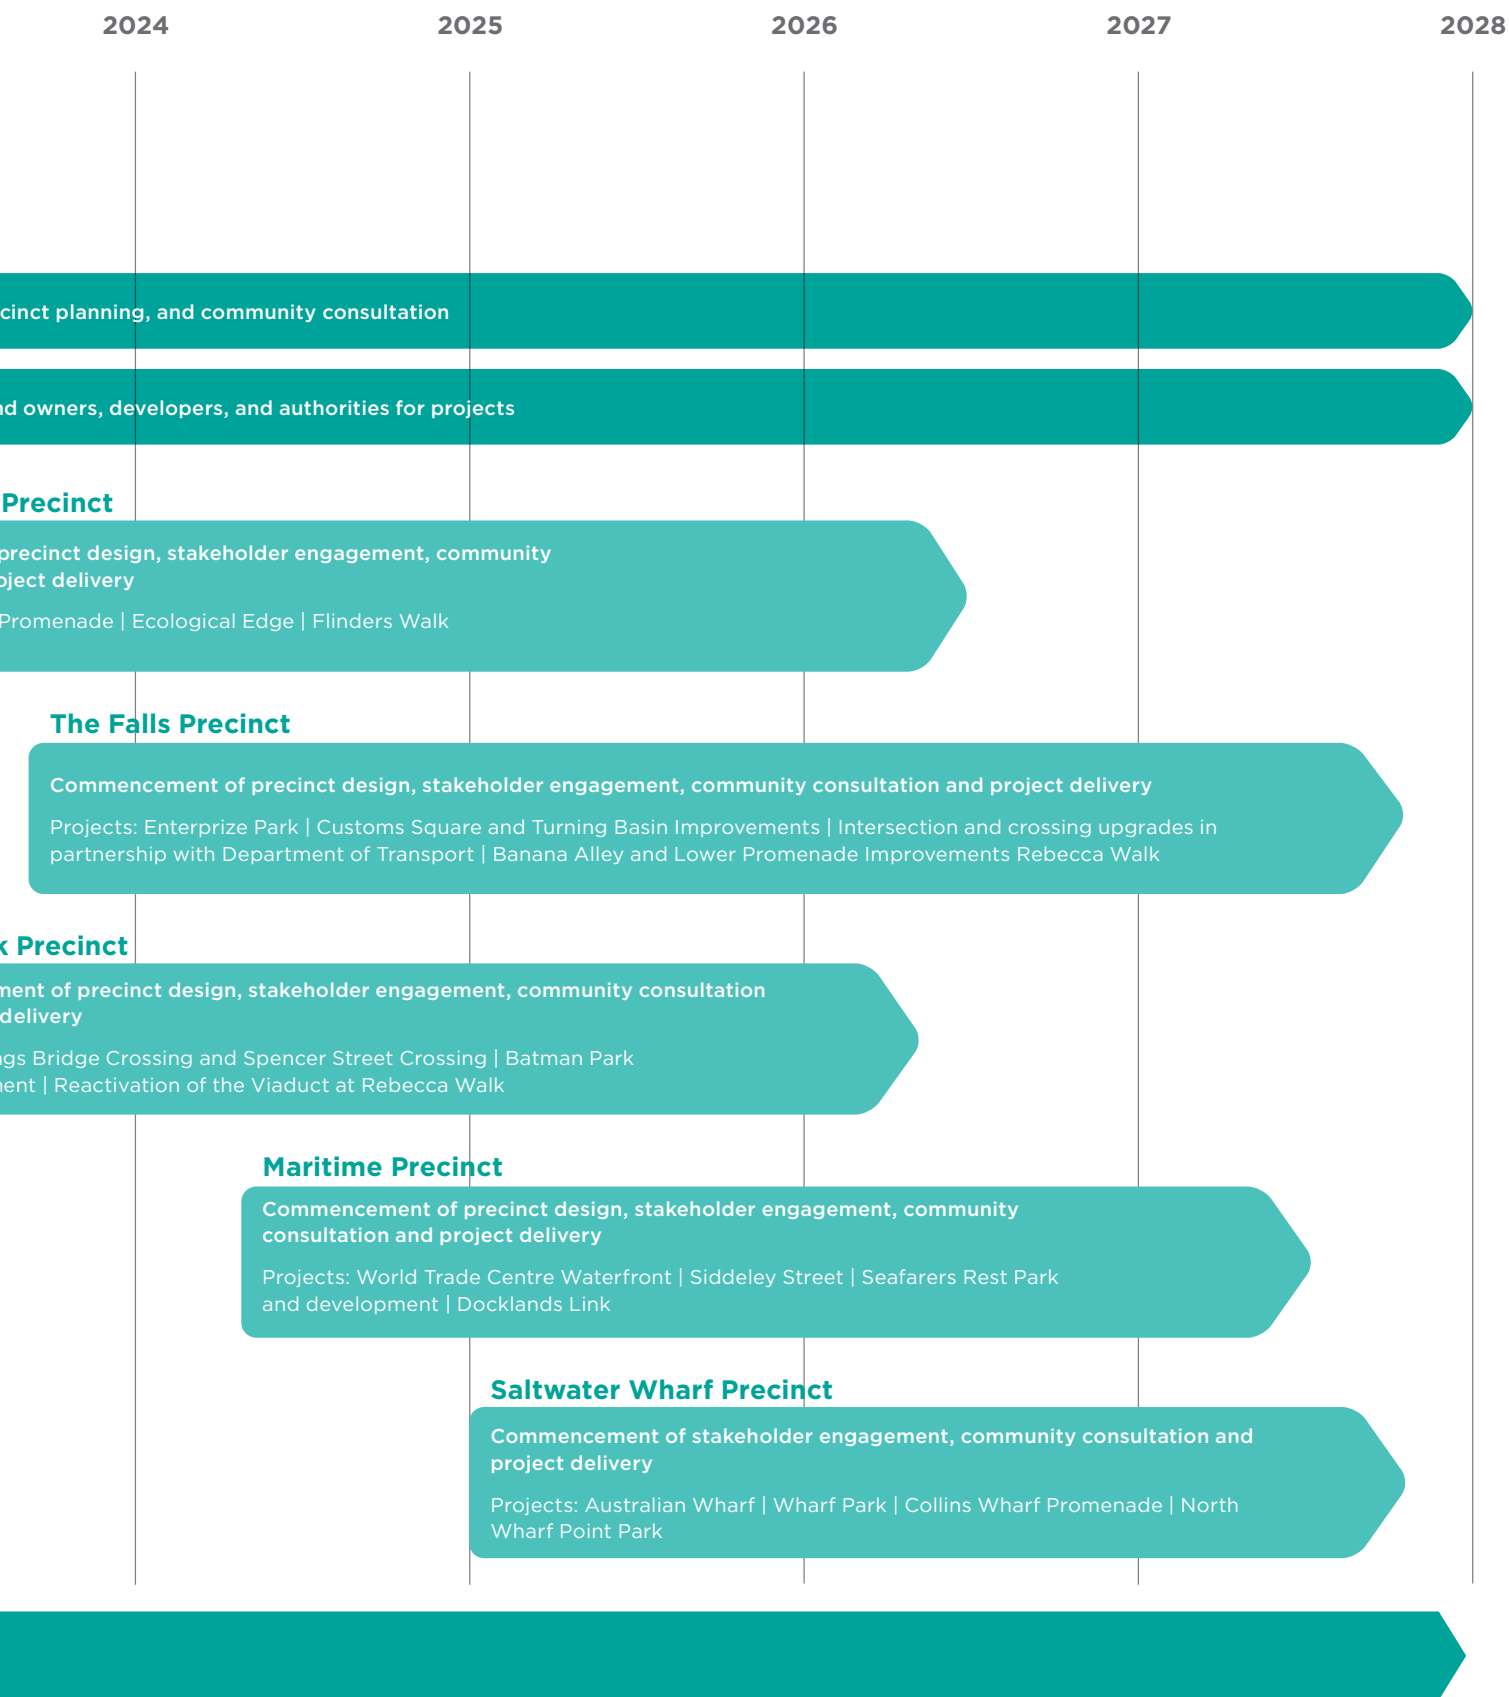 2024 2025 2026 2027 2028
cinct planning, and community consultation
nd owners, developers, and authorities for projects
Precinct
precinct design, stakeholder engagement, community
oject delivery
Promenade | Ecological Edge | Flinders Walk
The Falls Precinct
Commencement of precinct design, stakeholder engagement, community consultation and project delivery
Projects: Enterprize Park | Customs Square and Turning Basin Improvements | Intersection and crossing upgrades in
partnership with Department of Transport | Banana Alley and Lower Promenade Improvements Rebecca Walk
k Precinct
ment of precinct design, stakeholder engagement, community consultation
delivery
ngs Bridge Crossing and Spencer Street Crossing | Batman Park
ment | Reactivation of the Viaduct at Rebecca Walk
Maritime Precinct
Commencement of precinct design, stakeholder engagement, community
consultation and project delivery
Projects: World Trade Centre Waterfront | Siddeley Street | Seafarers Rest Park
and development | Docklands Link
Saltwater Wharf Precinct
Commencement of stakeholder engagement, community consultation and
project delivery
Projects: Australian Wharf | Wharf Park | Collins Wharf Promenade | North
Wharf Point Park